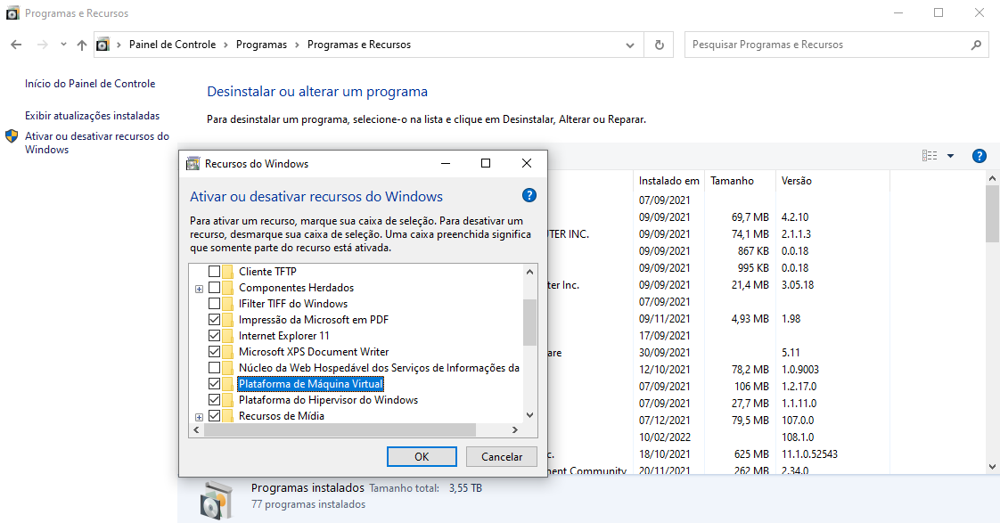 Programas e Recursos
Painel de Controle > Programas > Programas e Recursos
Pesquisar Programas e Recursos
Início do Painel de Controle
Exibir atualizações instaladas
Ativar ou desativar recursos do
Windows
Desinstalar ou alterar um programa
Para desinstalar um programa, selecione-o na lista e clique em Desinstalar, Alterar ou Reparar.
Recursos do Windows
Ativar ou desativar recursos do Windows
Para ativar um recurso, marque sua caixa de seleção. Para desativar um
recurso, desmarque sua caixa de seleção. Uma caixa preenchida significa
que somente parte do recurso está ativada.
Cliente TFTP
Componentes Herdados
IFilter TIFF do Windows
Impressão da Microsoft em PDF
Internet Explorer 11
Microsoft XPS Document Writer
Núcleo da Web Hospedável dos Serviços de Informações da
Plataforma de Máquina Virtual
Plataforma do Hipervisor do Windows
Recursos de Mídia
OK
Cancelar
Instalado em Tamanho Versão
07/09/2021
09/09/2021 69,7 MB 4.2.10
UTER INC. 09/09/2021 74,1 MB 2.1.1.3
09/09/2021 867 KB 0.0.18
09/09/2021 995 KB 0.0.18
ter Inc. 09/09/2021 21,4 MB 3.05.18
07/09/2021
09/11/2021 4,93 MB 1.98
17/09/2021
are 30/09/2021 5.11
12/10/2021 78,2 MB 1.0.9003
07/09/2021 106 MB 1.2.17.0
07/09/2021 27,7 MB 1.1.11.0
07/12/2021 79,5 MB 107.0.0
10/02/2022 108.1.0
c. 18/10/2021 625 MB 11.1.0.52543
ment Community 20/11/2021 262 MB 2.34.0
Programas instalados Tamanho total: 3,55 TB
77 programas instalados